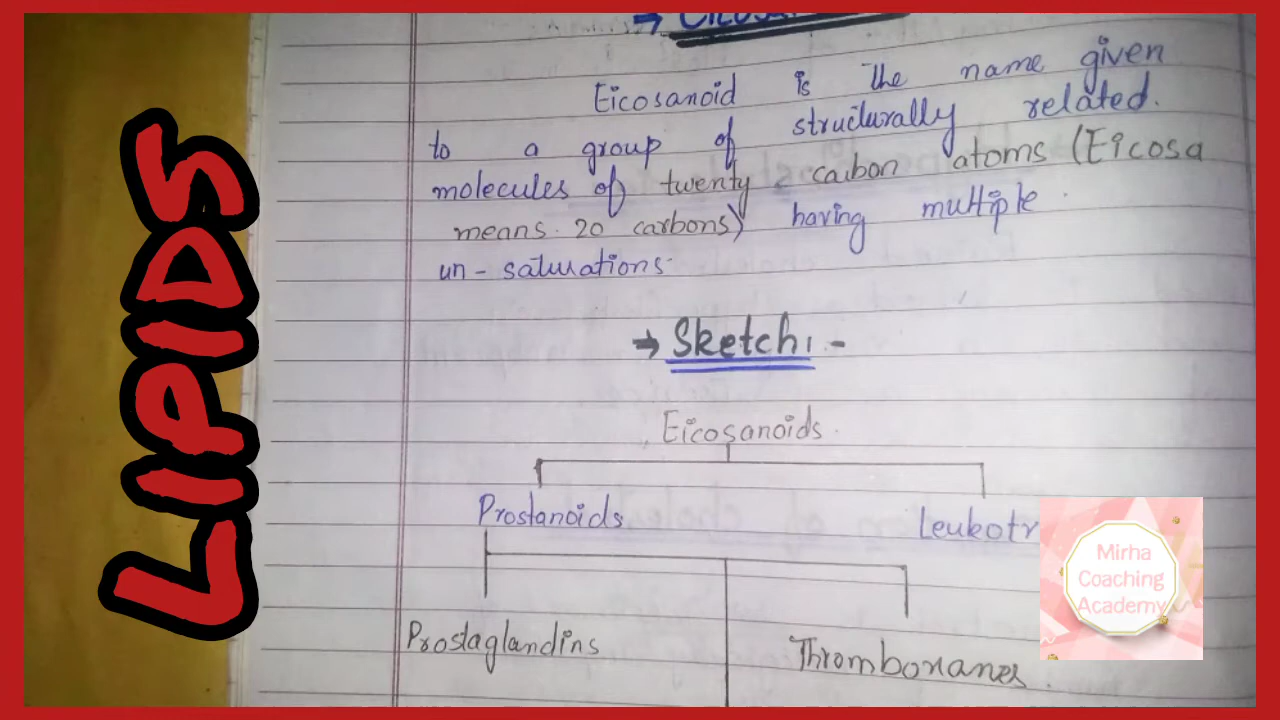 LIPIDS
Eicosanoid is the name given
to a group of structurally related.
molecules of twenty carbon atoms (Eicosa
means. 20 carbons) having multiple.
un-saturations.
→ Sketch:-
Eicosanoids.
Prostanoids Leukotr
Prostaglandins Thromboxanes.
Mirha
Coaching
Academy